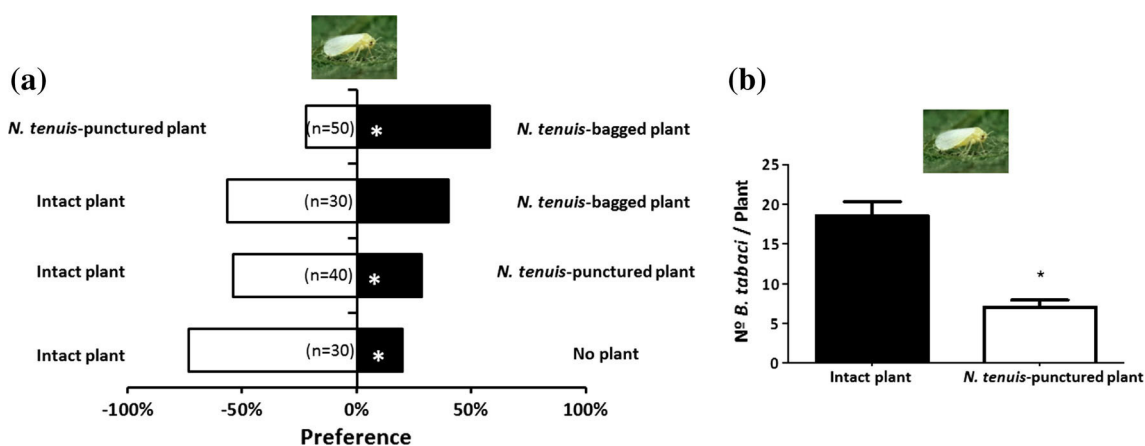 (a)
N. tenuis-punctured plant (n=50) * N. tenuis-bagged plant
Intact plant (n=30) N. tenuis-bagged plant
Intact plant (n=40) * N. tenuis-punctured plant
Intact plant (n=30) * No plant
-100% -50% 0% 50% 100%
Preference
(b)
Nº B. tabaci / Plant
25
20
15
10
5
0
*
Intact plant N. tenuis-punctured plant